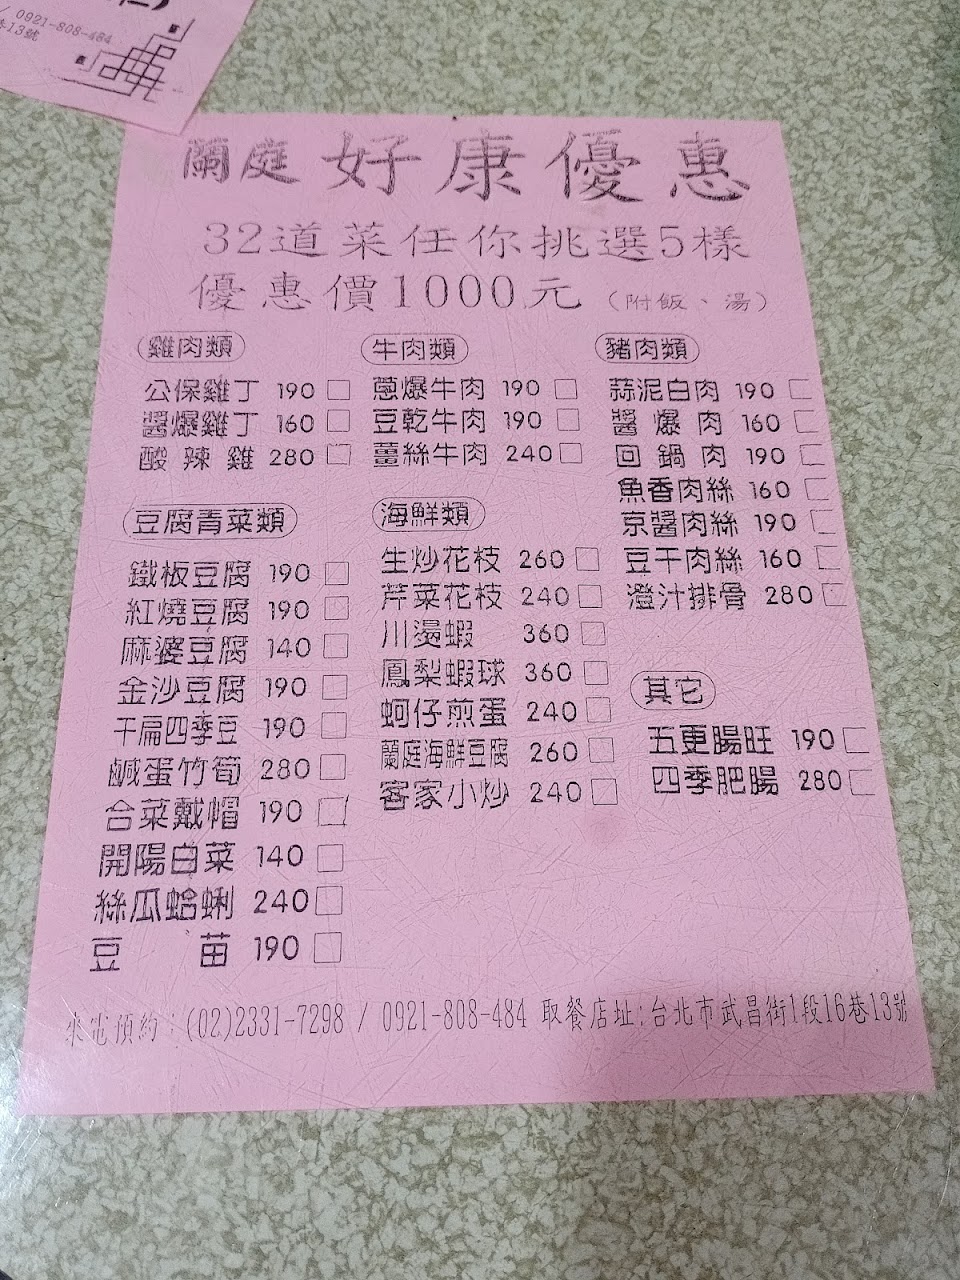 0921-808-484
巷13號
蘭庭 好康優惠
32道菜任你挑選5樣
優惠價1000元 (附飯、湯)
雞肉類
公保雞丁 190 □
醬爆雞丁 160 □
酸辣雞 280 □
牛肉類
蔥爆牛肉 190 □
豆乾牛肉 190 □
薑絲牛肉 240 □
豬肉類
蒜泥白肉 190 □
醬爆肉 160 □
回鍋肉 190 □
魚香肉絲 160 □
京醬肉絲 190 □
豆干肉絲 160 □
澄汁排骨 280 □
豆腐青菜類
鐵板豆腐 190 □
紅燒豆腐 190 □
麻婆豆腐 140 □
金沙豆腐 190 □
干扁四季豆 190 □
鹹蛋竹筍 280 □
合菜戴帽 190 □
開陽白菜 140 □
絲瓜蛤蜊 240 □
豆苗 190 □
海鮮類
生炒花枝 260 □
芹菜花枝 240 □
川燙蝦 360 □
鳳梨蝦球 360 □
蚵仔煎蛋 240 □
蘭庭海鮮豆腐 260 □
客家小炒 240 □
其它
五更腸旺 190 □
四季肥腸 280 □
來電預約：(02)2331-7298 / 0921-808-484 取餐店址:台北市武昌街1段16巷13號